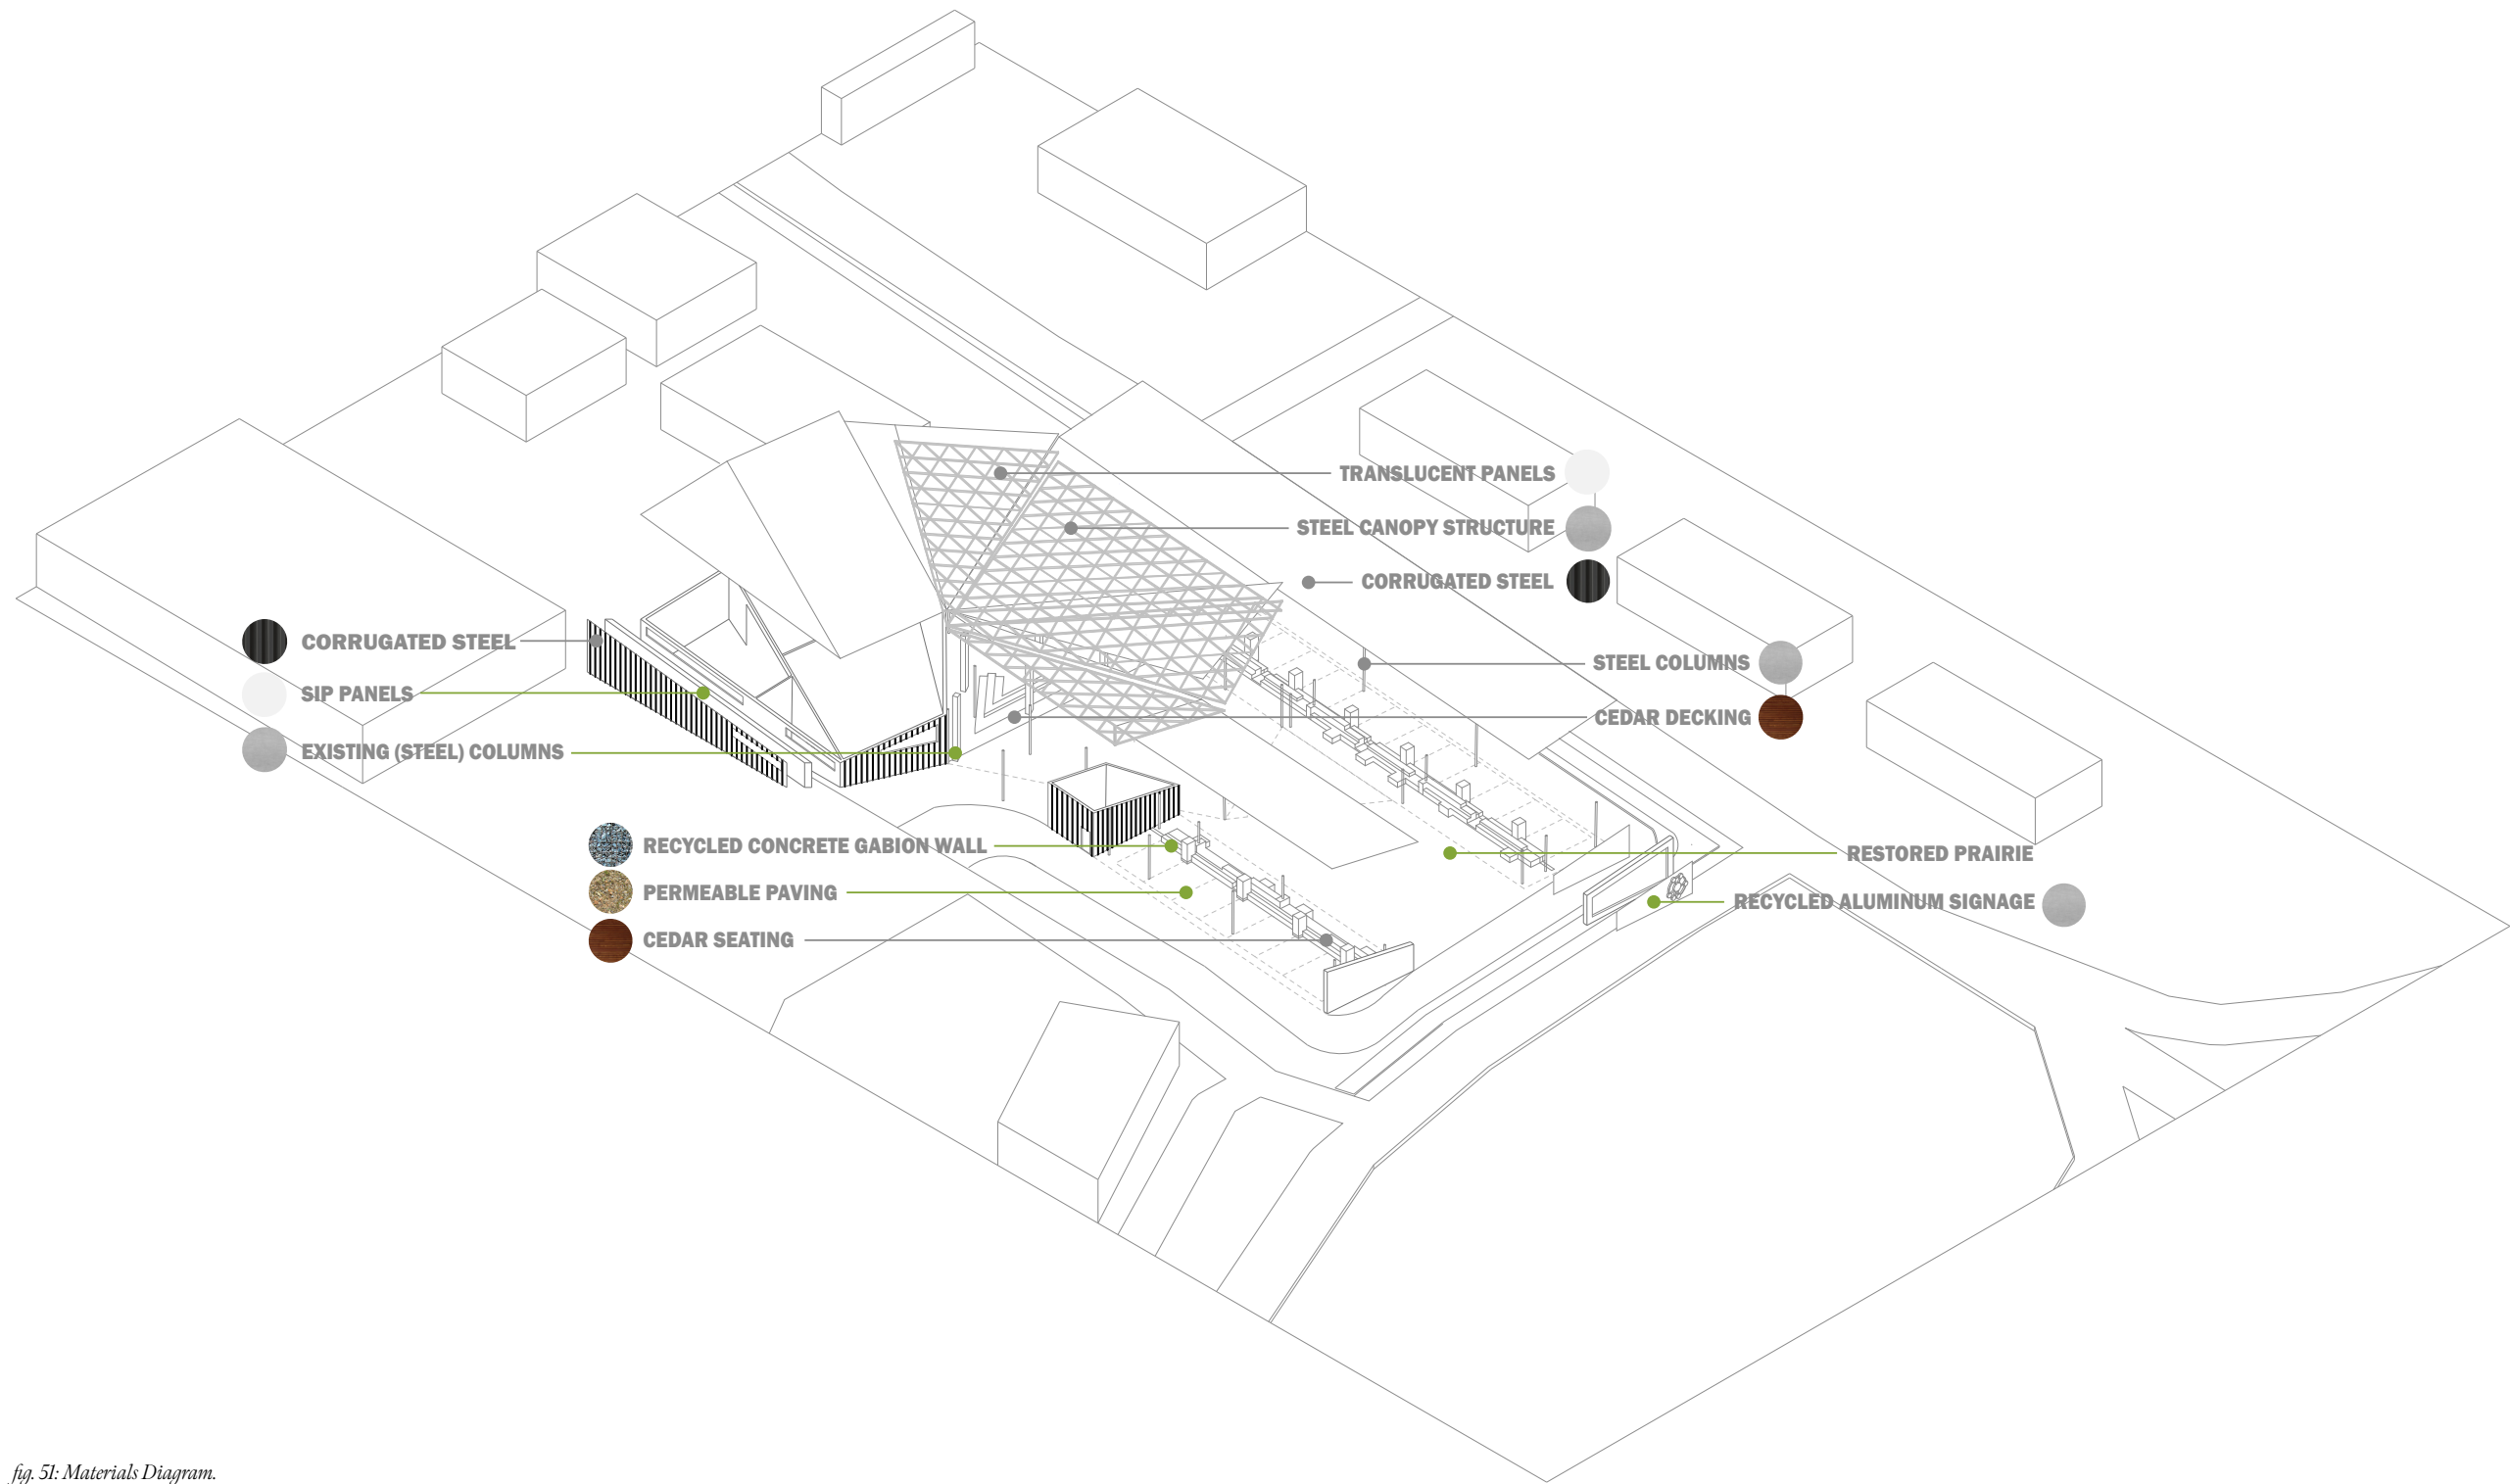 TRANSLUCENT PANELS
STEEL CANOPY STRUCTURE
CORRUGATED STEEL
CORRUGATED STEEL
STEEL COLUMNS
SIP PANELS
CEDAR DECKING
EXISTING (STEEL) COLUMNS
RECYCLED CONCRETE GABION WALL
RESTORED PRAIRIE
PERMEABLE PAVING
RECYCLED ALUMINUM SIGNAGE
CEDAR SEATING
fig. 51: Materials Diagram.